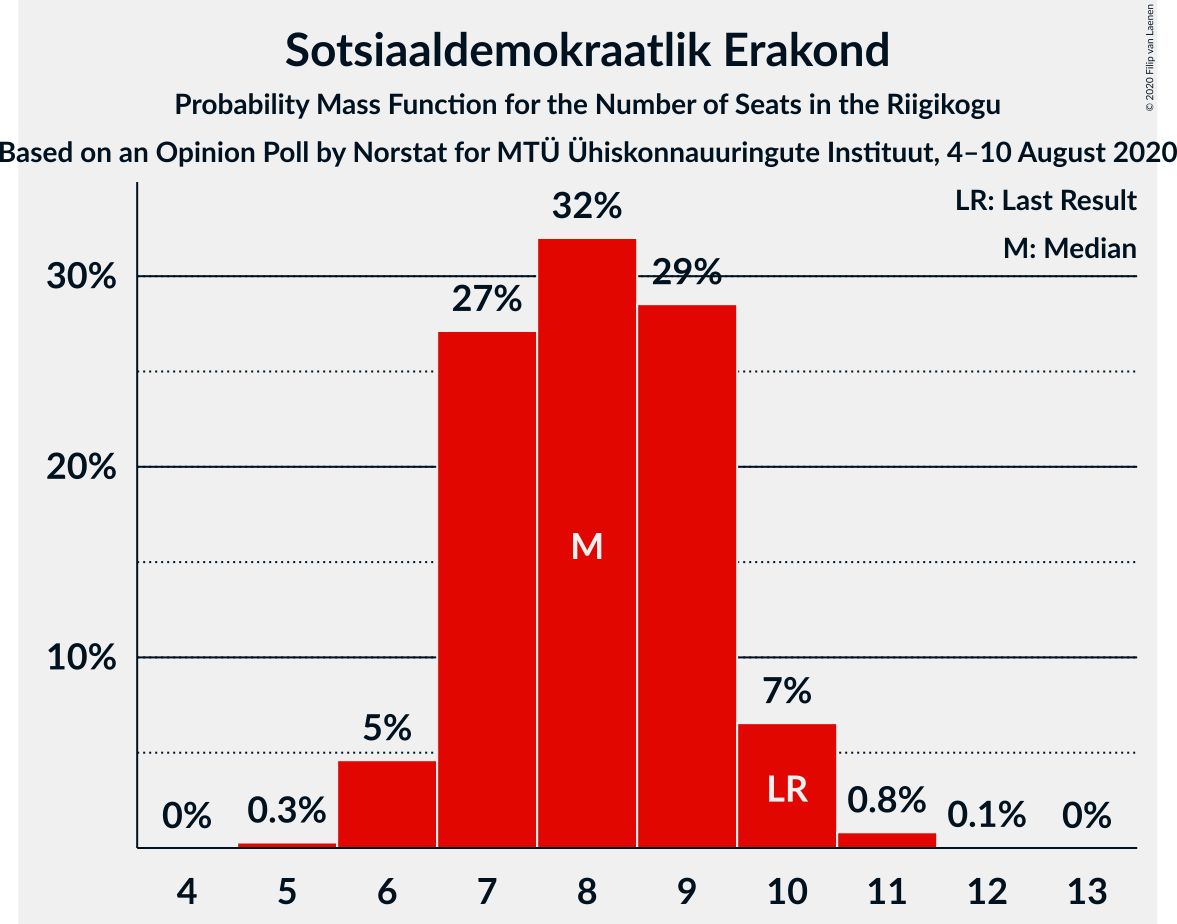 Sotsiaaldemokraatlik Erakond
Probability Mass Function for the Number of Seats in the Riigikogu
Based on an Opinion Poll by Norstat for MTÜ Ühiskonnauuringute Instituut, 4–10 August 2020
© 2020 Filip van Laenen
LR: Last Result
M: Median
30%
20%
10%
0%
0.3%
5%
27%
32%
29%
7%
0.8%
0.1%
0%
M
LR
4 5 6 7 8 9 10 11 12 13